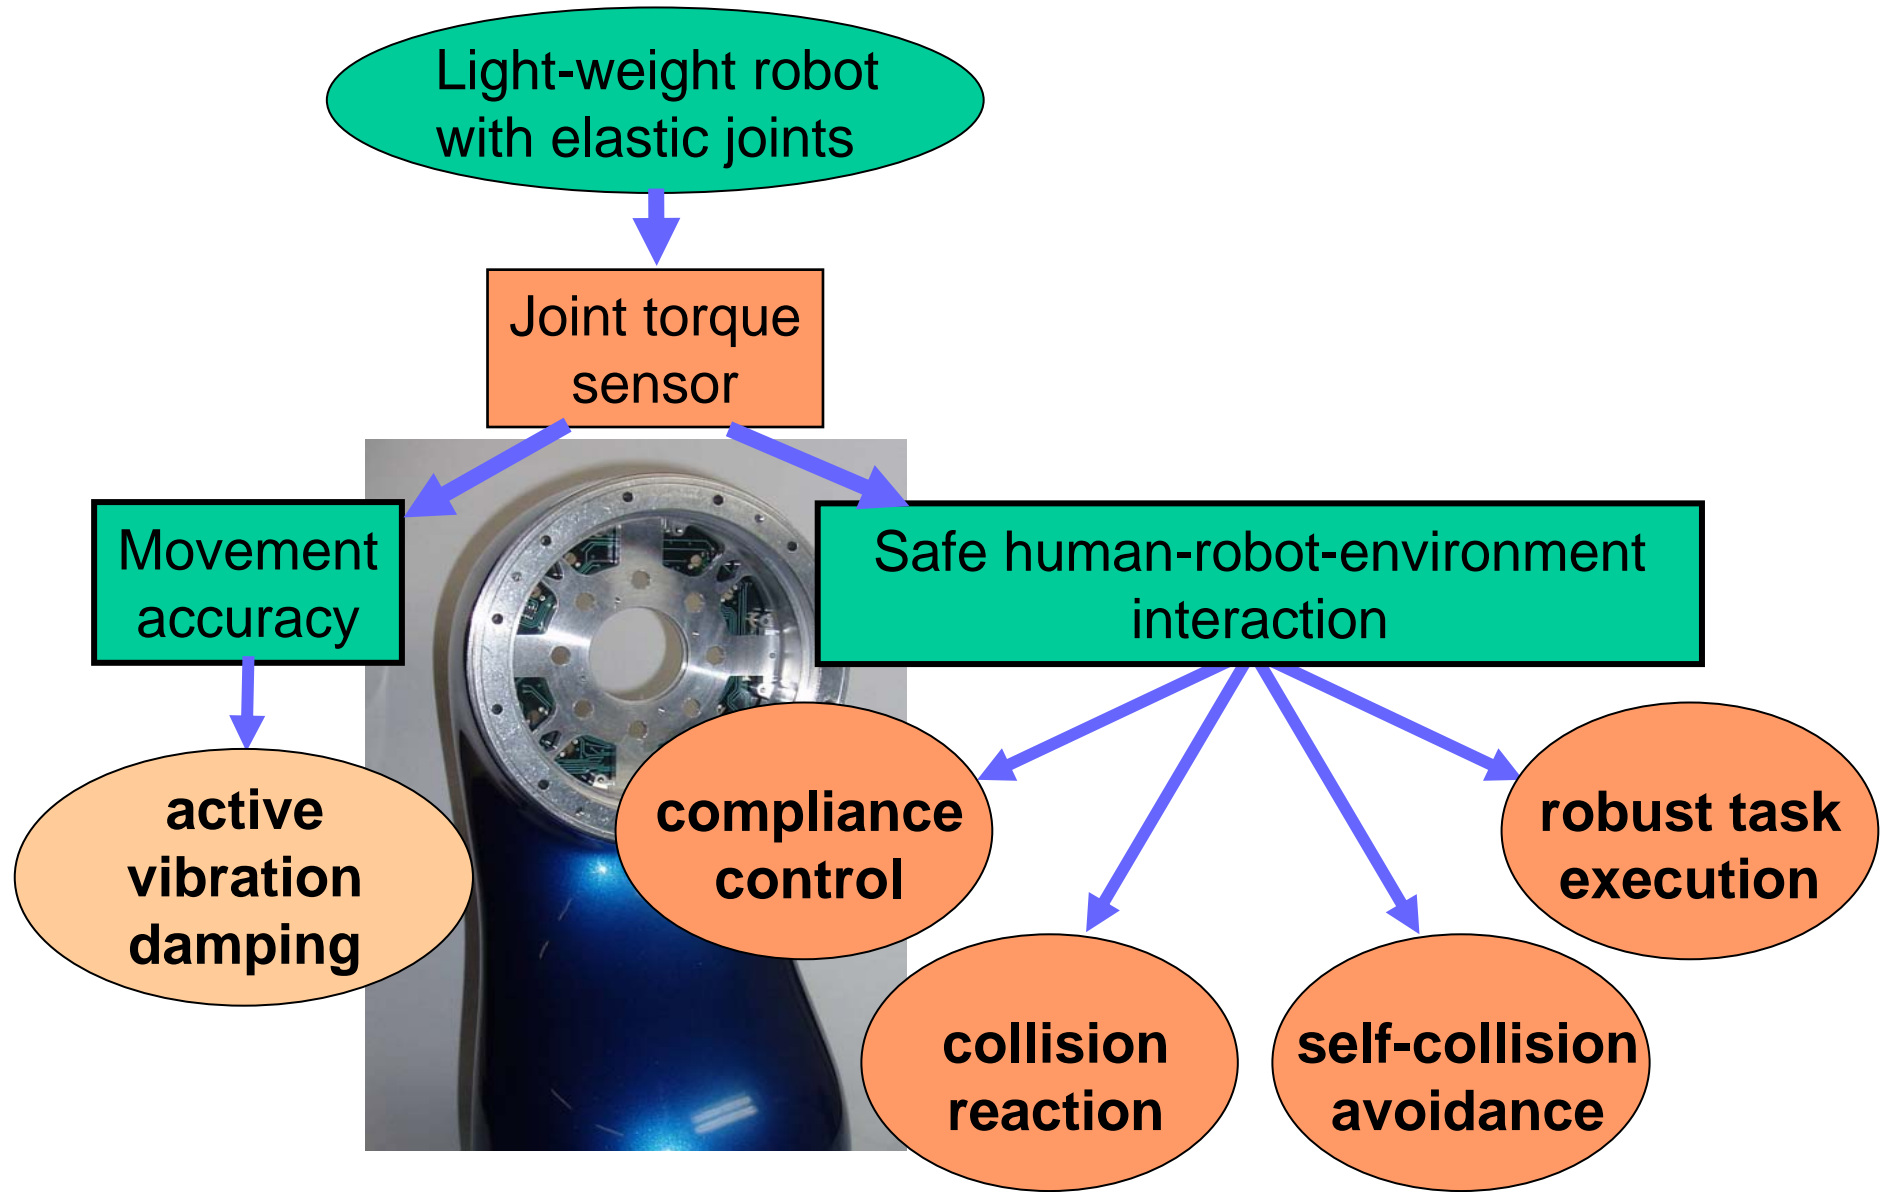 Light-weight robot
with elastic joints
Joint torque
sensor
Movement
accuracy
Safe human-robot-environment
interaction
active
vibration
damping
compliance
control
robust task
execution
collision
reaction
self-collision
avoidance